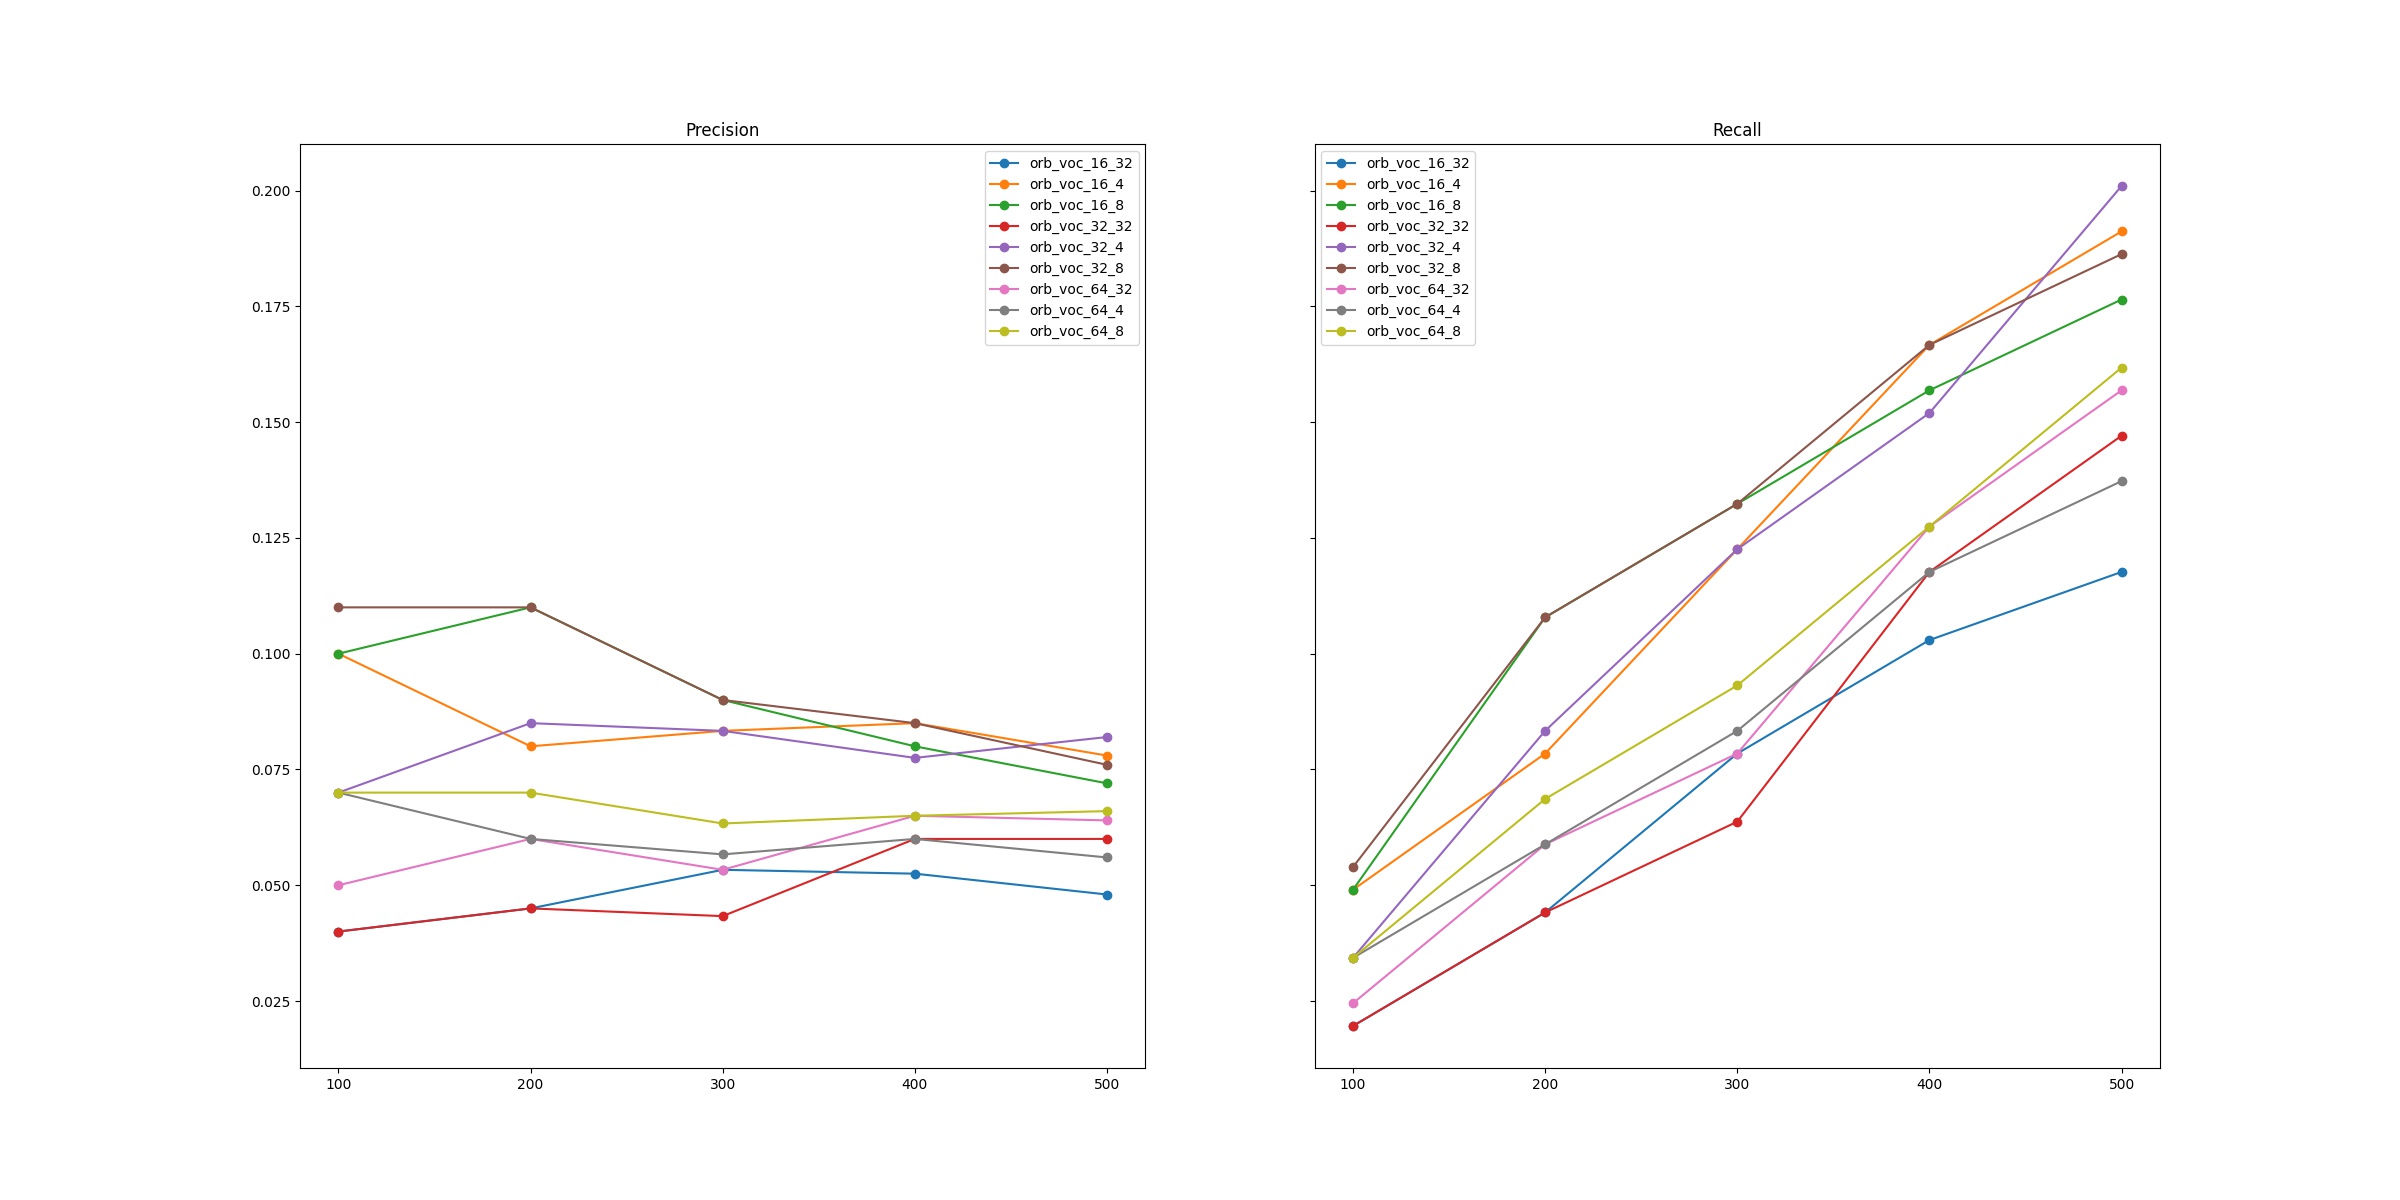 Precision
0.200
0.175
0.150
0.125
0.100
0.075
0.050
0.025
100 200 300 400 500
orb_voc_16_32
orb_voc_16_4
orb_voc_16_8
orb_voc_32_32
orb_voc_32_4
orb_voc_32_8
orb_voc_64_32
orb_voc_64_4
orb_voc_64_8
Recall
orb_voc_16_32
orb_voc_16_4
orb_voc_16_8
orb_voc_32_32
orb_voc_32_4
orb_voc_32_8
orb_voc_64_32
orb_voc_64_4
orb_voc_64_8
100 200 300 400 500